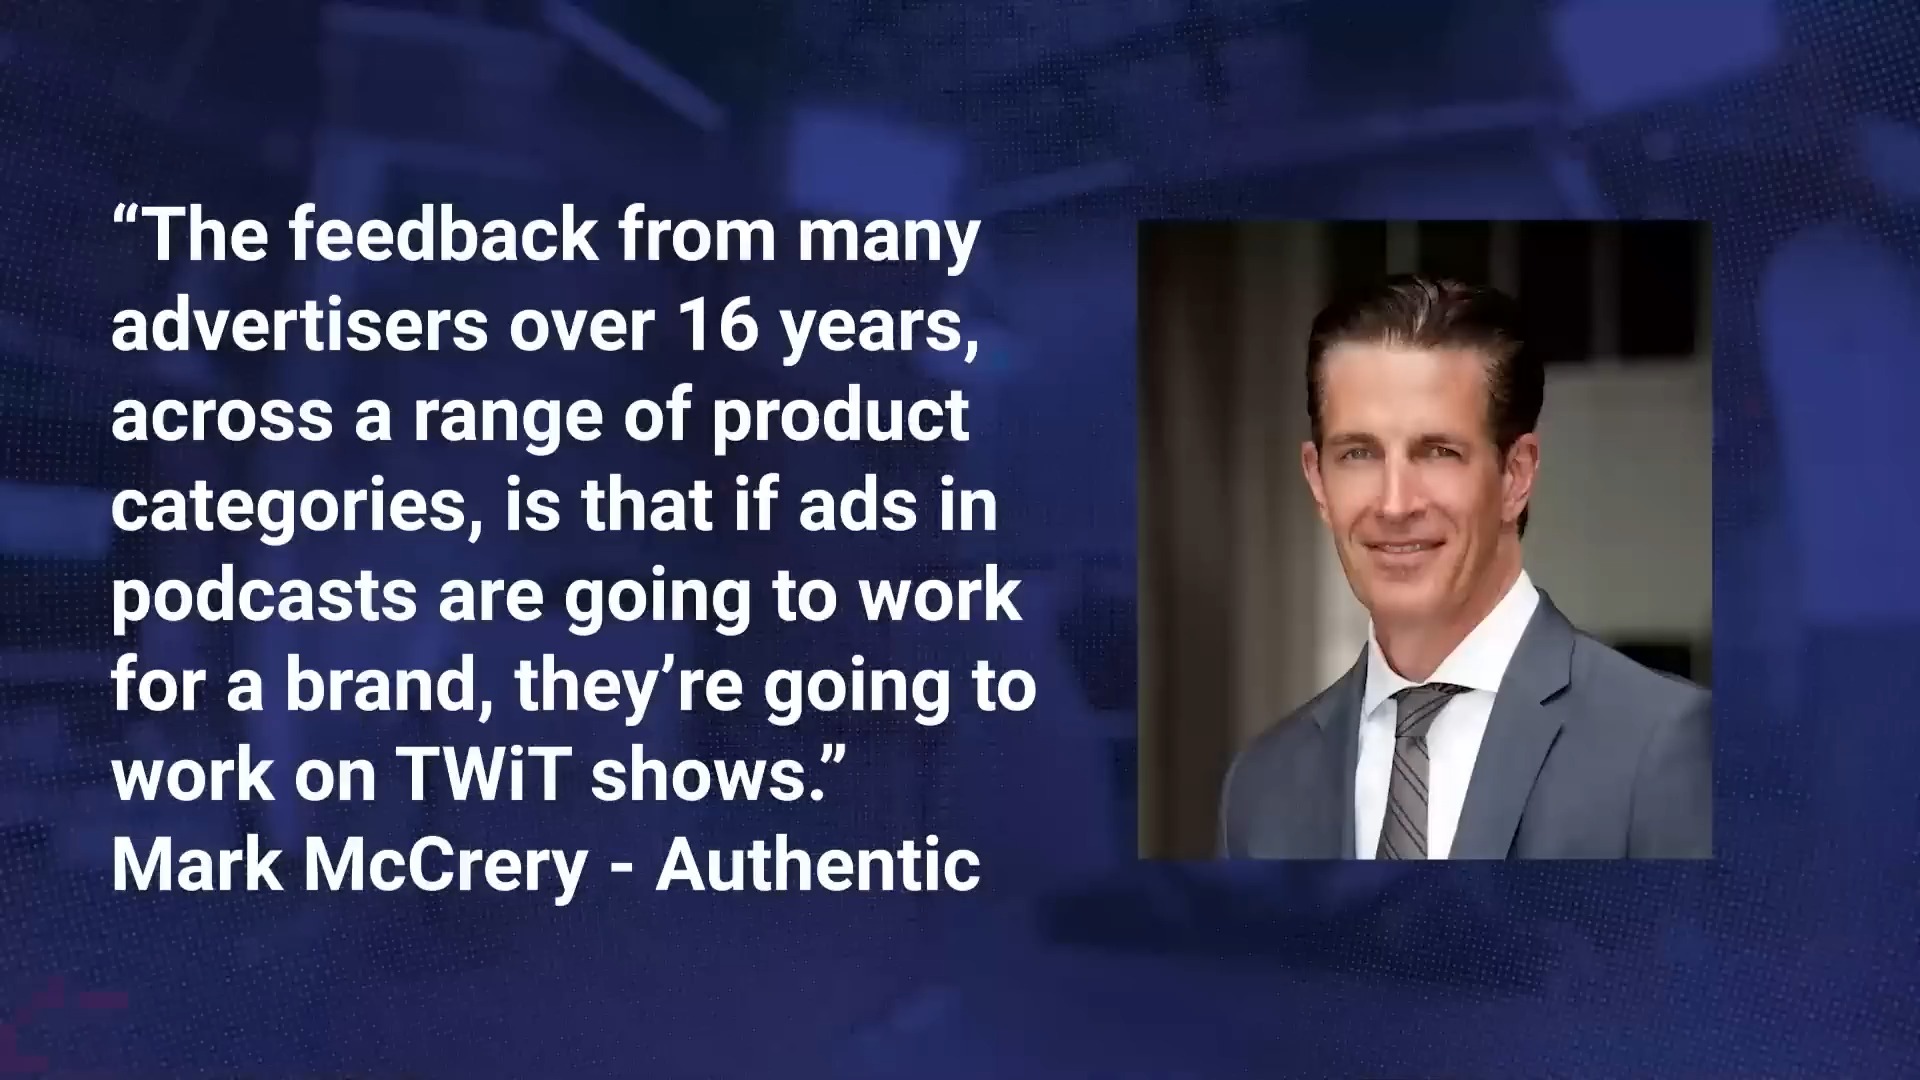 “The feedback from many
advertisers over 16 years,
across a range of product
categories, is that if ads in
podcasts are going to work
for a brand, they’re going to
work on TWiT shows.”
Mark McCrery - Authentic